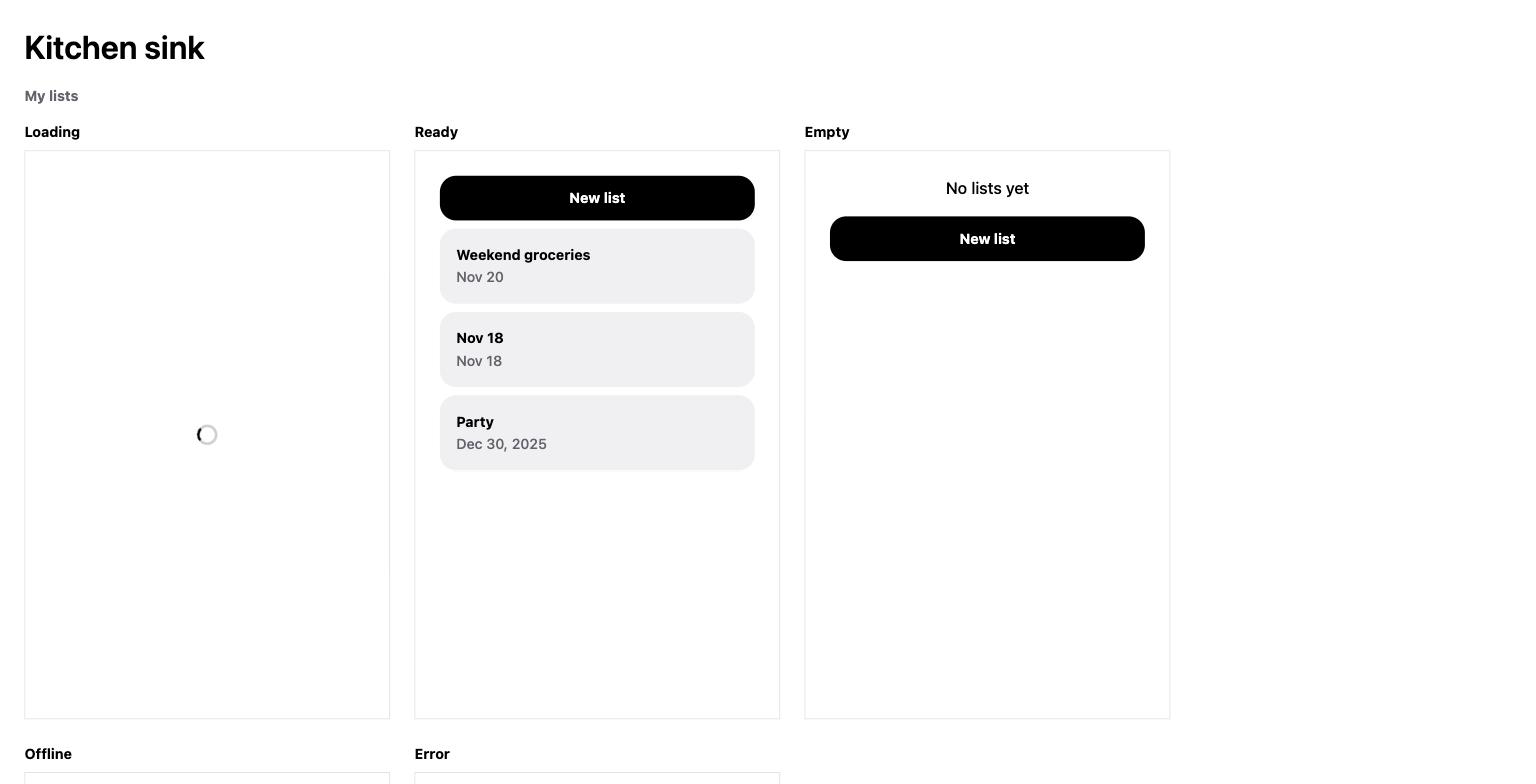 Kitchen sink
My lists
Loading
Ready
New list
Weekend groceries
Nov 20
Nov 18
Nov 18
Party
Dec 30, 2025
Empty
No lists yet
New list
Offline
Error